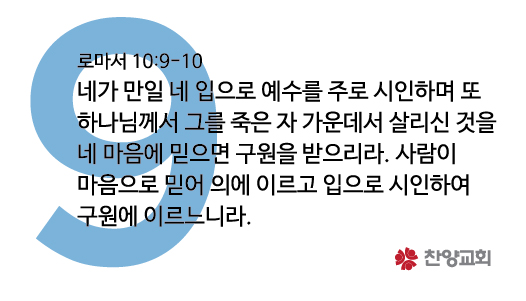 9
로마서 10:9-10
네가 만일 네 입으로 예수를 주로 시인하며 또
하나님께서 그를 죽은 자 가운데서 살리신 것을
네 마음에 믿으면 구원을 받으리라. 사람이
마음으로 믿어 의에 이르고 입으로 시인하여
구원에 이르느니라.
찬양교회